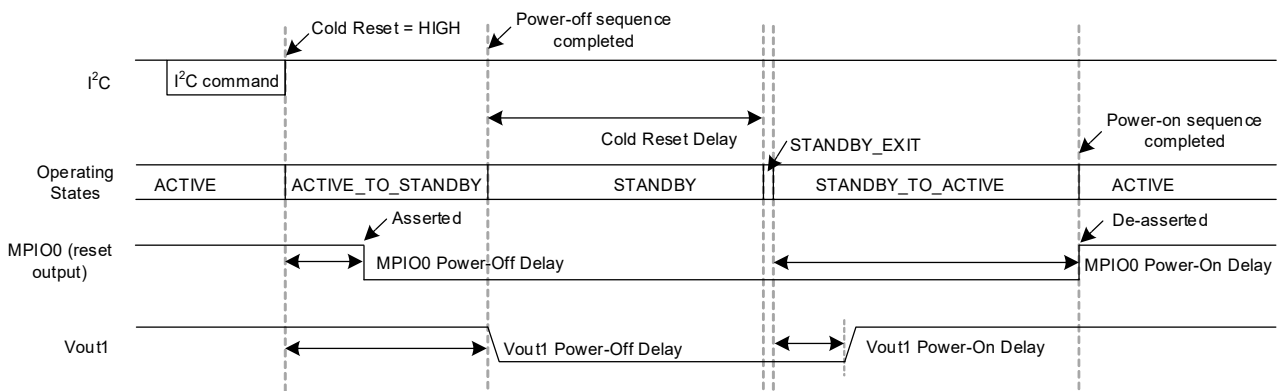 Cold Reset = HIGH
Power-off sequence
completed
I²C
I²C command
Cold Reset Delay
Power-on sequence
completed
STANDBY_EXIT
Operating
States
ACTIVE
ACTIVE_TO_STANDBY
STANDBY
STANDBY_TO_ACTIVE
ACTIVE
Asserted
De-asserted
MPIO0 (reset
output)
MPIO0 Power-Off Delay
MPIO0 Power-On Delay
Vout1
Vout1 Power-Off Delay
Vout1 Power-On Delay